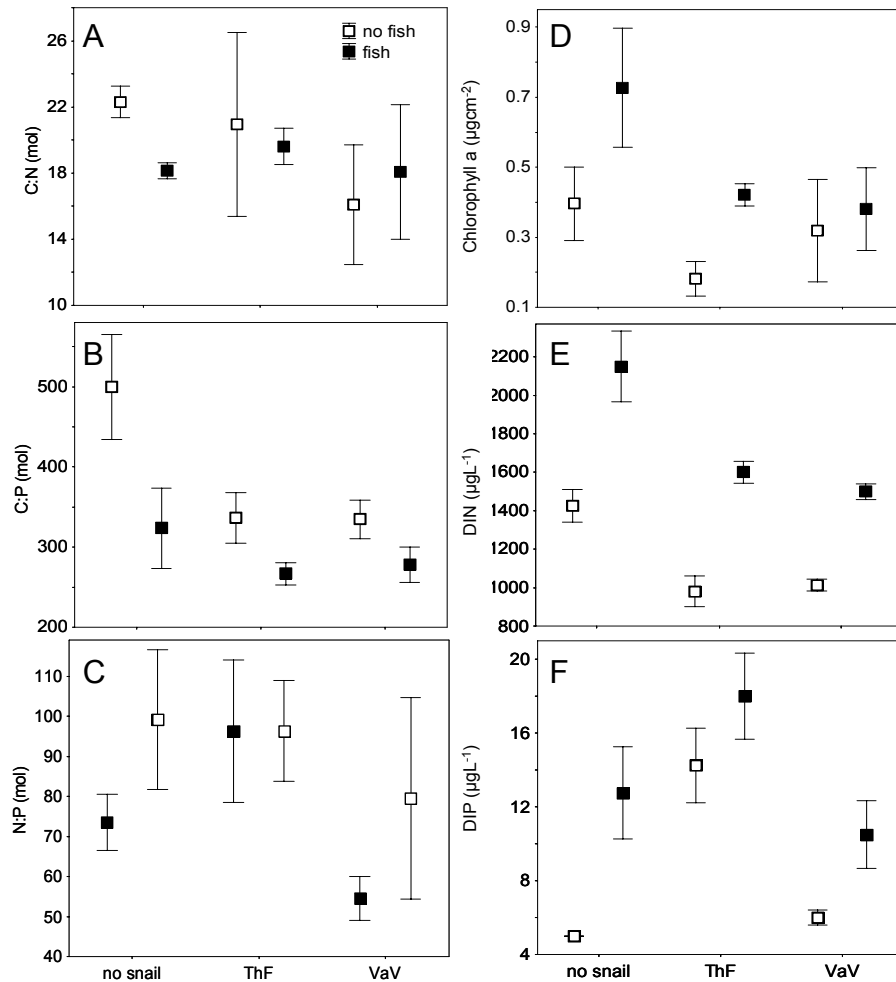 A
no fish
fish
C:N (mol)
26
22
18
14
10
B
C:P (mol)
500
400
300
200
C
N:P (mol)
110
100
90
80
70
60
50
40
no snail ThF VaV
D
Chlorophyll a (µgcm-2)
0.9
0.7
0.5
0.3
0.1
E
DIN (µgL-1)
2200
2000
1800
1600
1400
1200
1000
800
F
DIP (µgL-1)
20
16
12
8
4
no snail ThF VaV